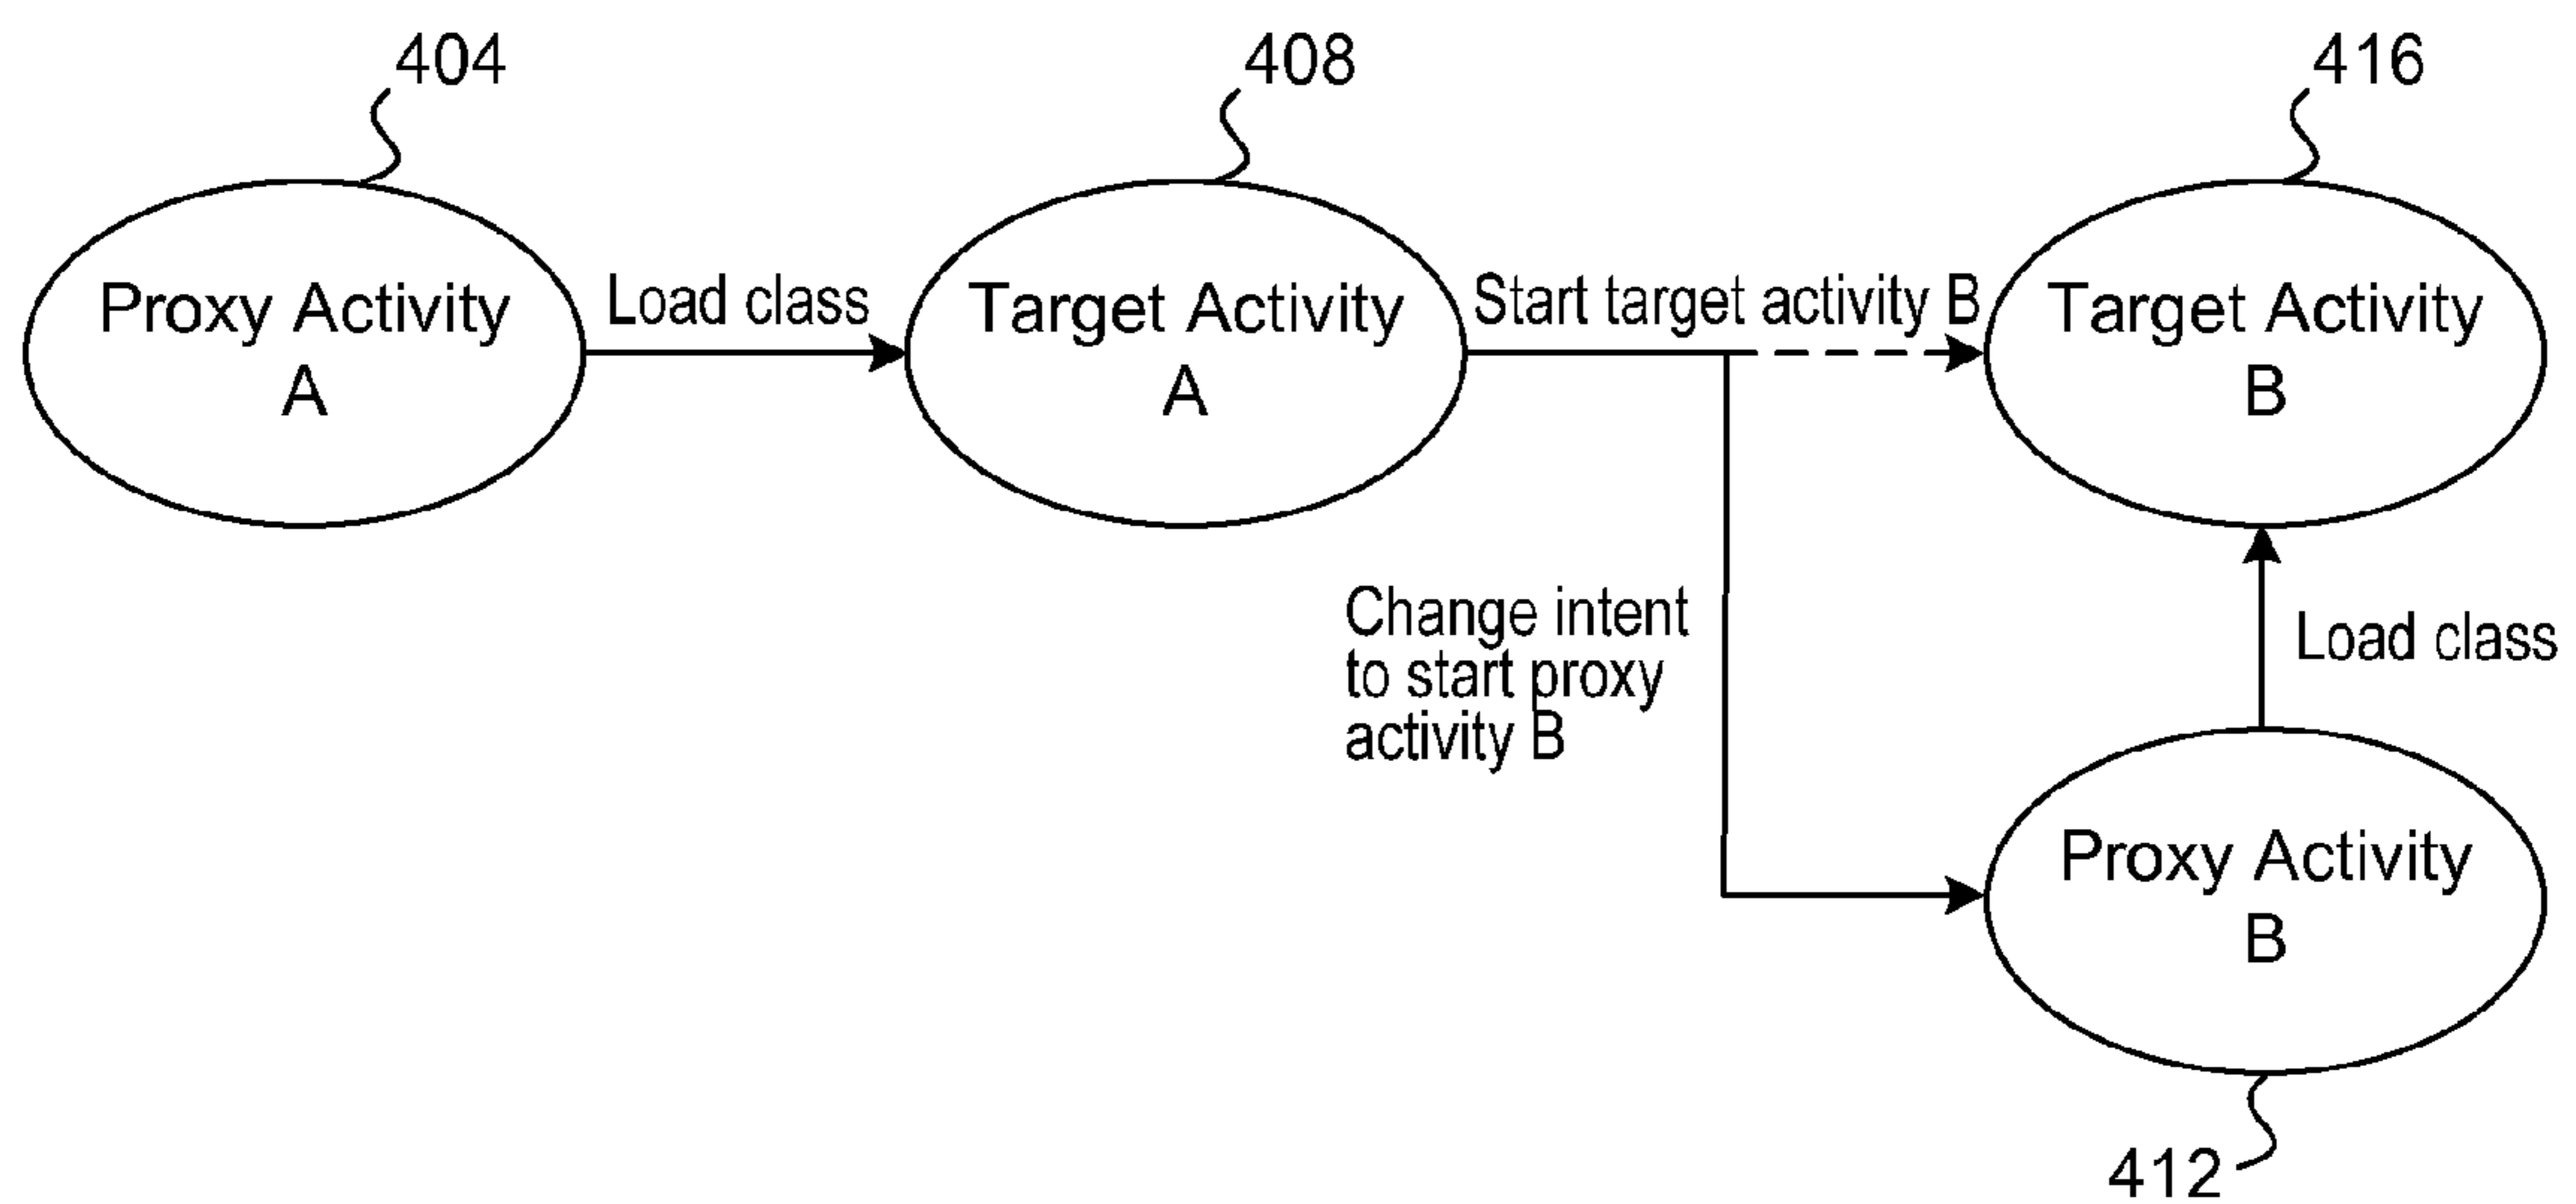 404
408
416
Proxy Activity
A
Load class
Target Activity
A
Start target activity B
Target Activity
B
Change intent
to start proxy
activity B
Load class
Proxy Activity
B
412